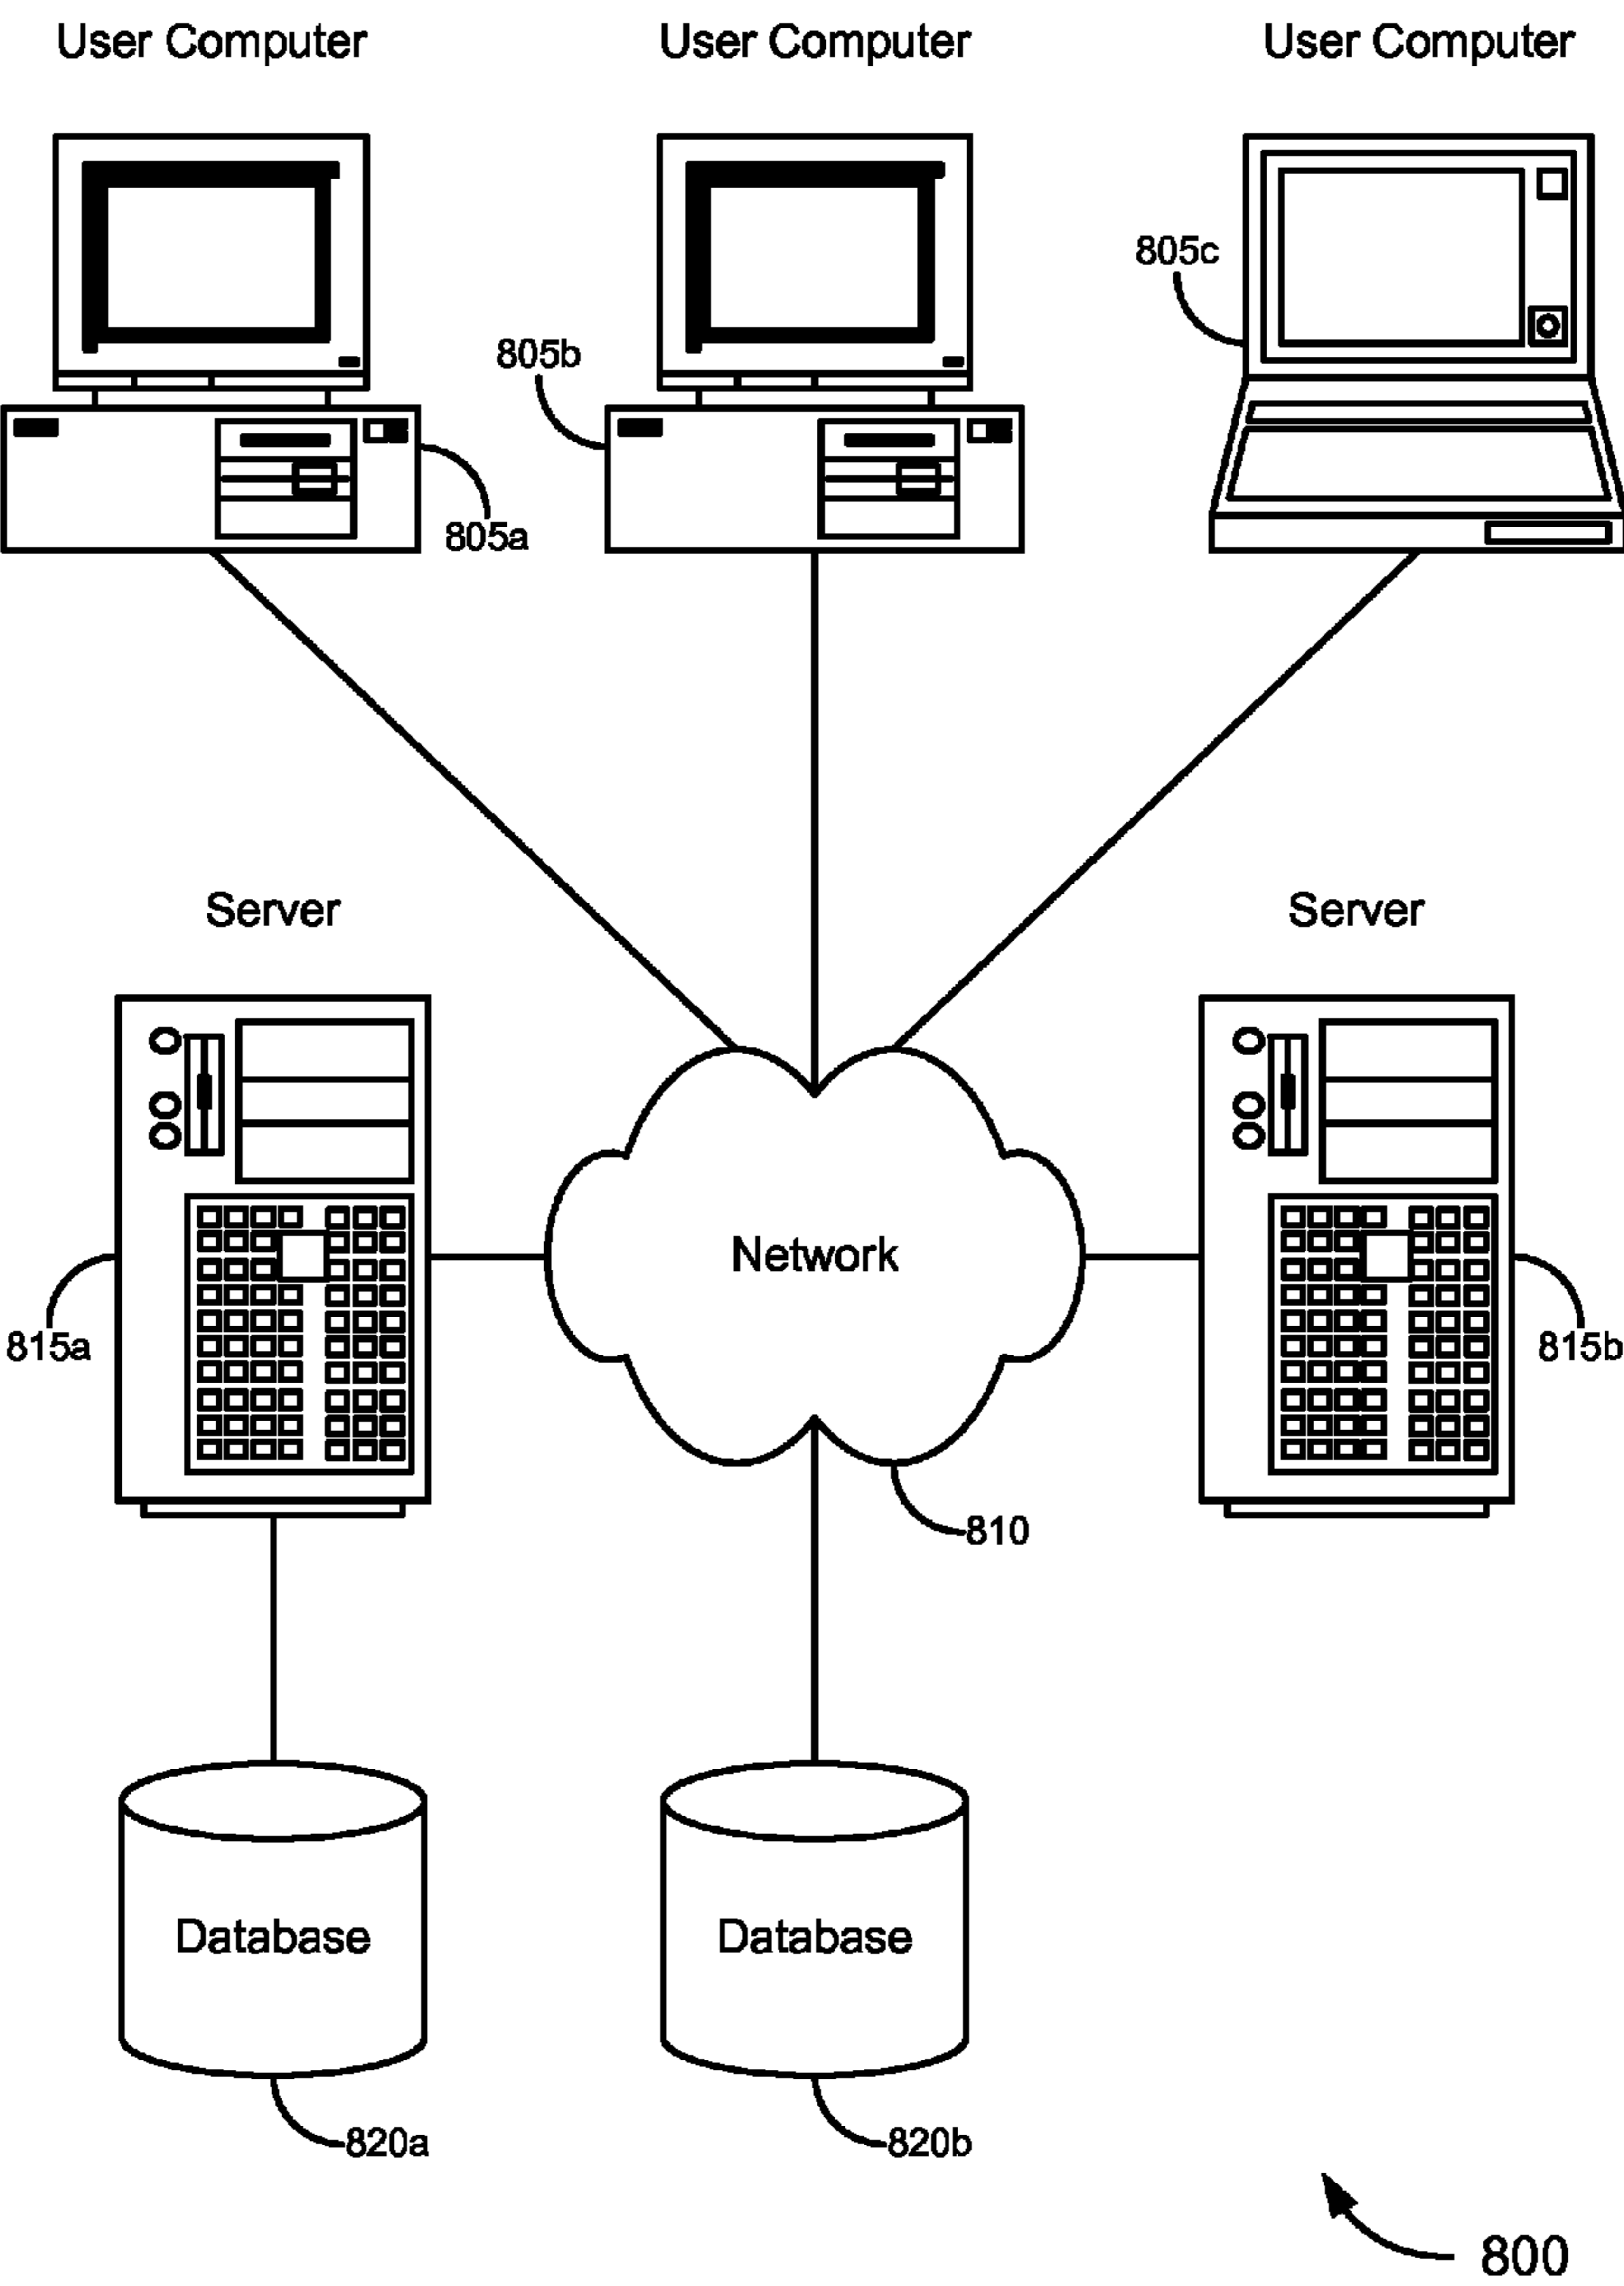 User Computer
User Computer
User Computer
805c
805b
805a
Server
Server
Network
815a
815b
810
Database
Database
820a
820b
800